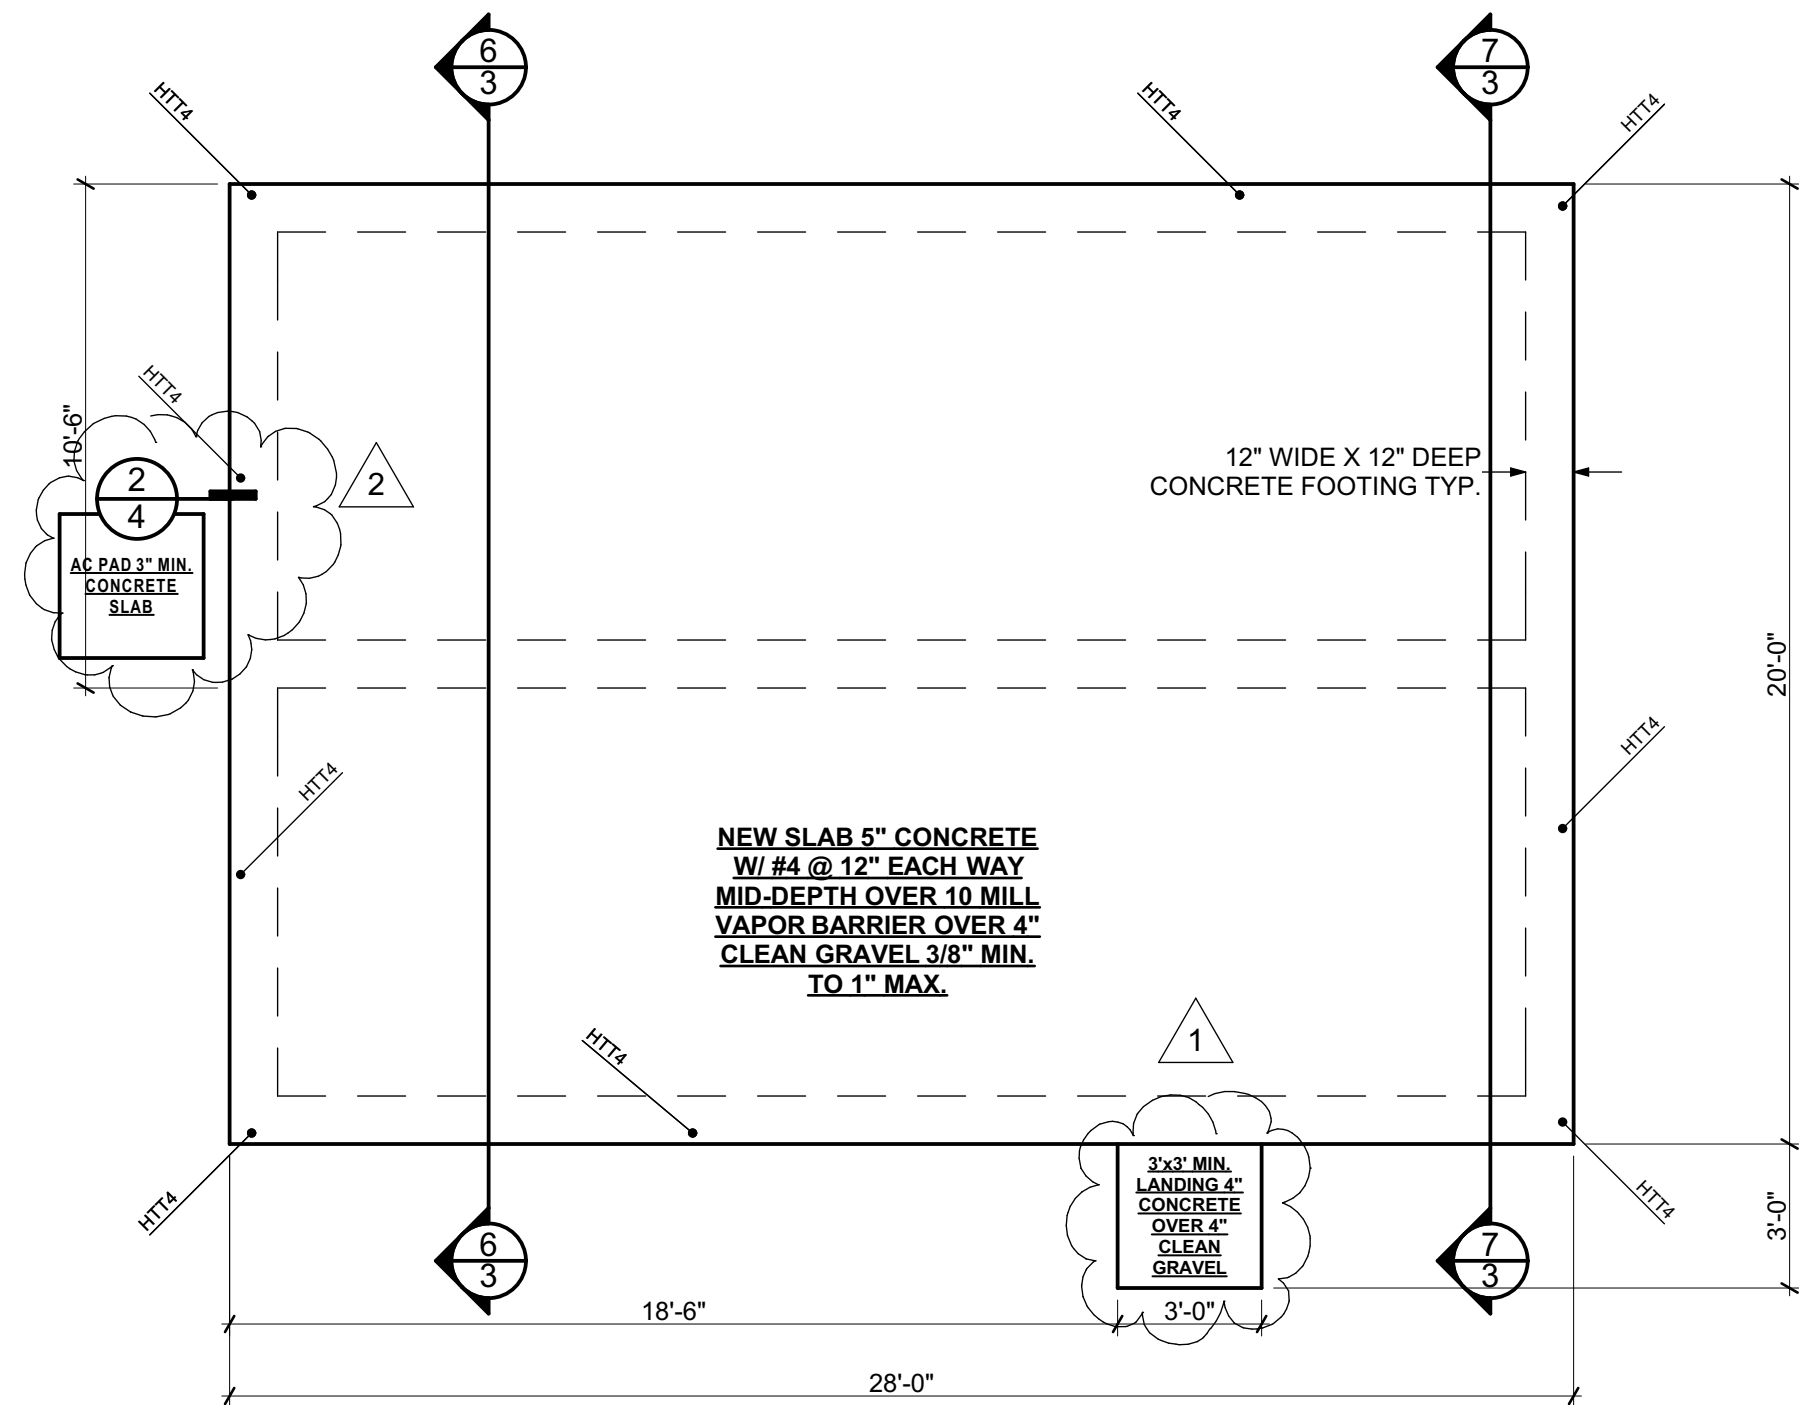 6
3
7
3
HTT4
HTT4
HTT4
HTT4
10'-6"
2
2
4
AC PAD 3" MIN.
CONCRETE
SLAB
12" WIDE X 12" DEEP
CONCRETE FOOTING TYP.
20'-0"
HTT4
HTT4
NEW SLAB 5" CONCRETE
W/ #4 @ 12" EACH WAY
MID-DEPTH OVER 10 MILL
VAPOR BARRIER OVER 4"
CLEAN GRAVEL 3/8" MIN.
TO 1" MAX.
HTT4
1
3'x3' MIN.
LANDING 4"
CONCRETE
OVER 4"
CLEAN
GRAVEL
HTT4
HTT4
3'-0"
6
3
7
3
18'-6"
3'-0"
28'-0"